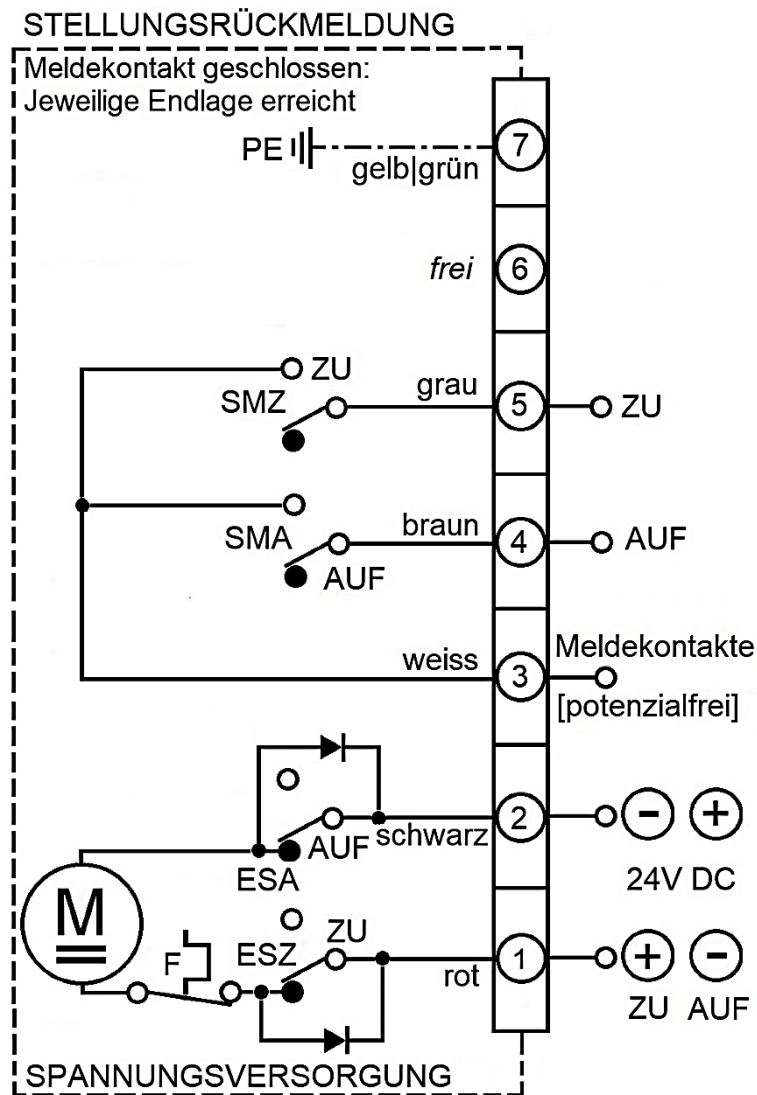 STELLUNGSRÜCKMELDUNG
Meldekontakt geschlossen:
Jeweilige Endlage erreicht
PE
gelb|grün
7
frei
6
ZU
SMZ
grau
5
ZU
SMA
AUF
braun
4
AUF
weiss
3
Meldekontakte
[potenzialfrei]
ESA
AUF
schwarz
2
- +
24V DC
M
F
ESZ
ZU
rot
1
+ -
ZU AUF
SPANNUNGSVERSORGUNG